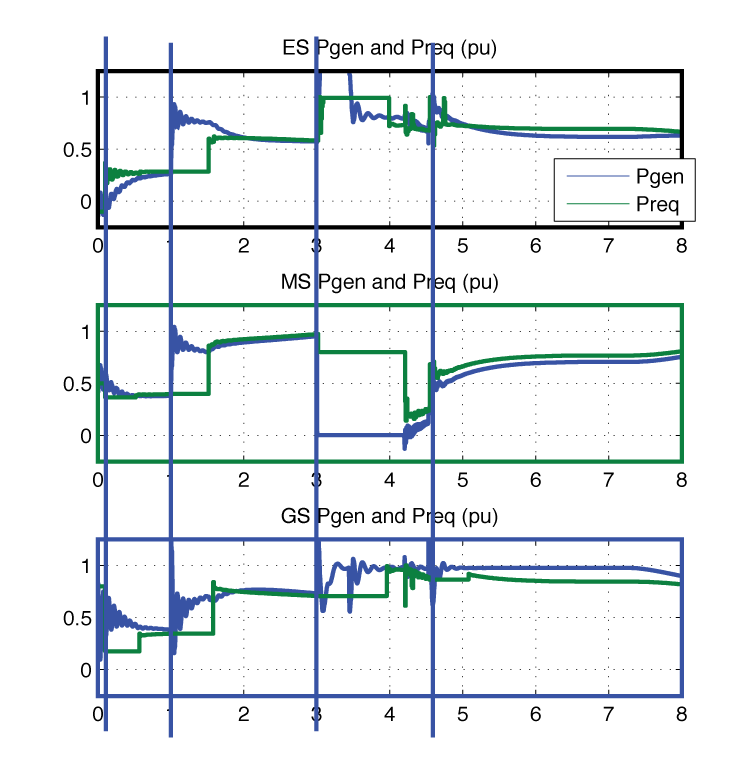 ES Pgen and Preq (pu)
1
0.5
0
Pgen
Preq
0 1 2 3 4 5 6 7 8
MS Pgen and Preq (pu)
1
0.5
0
0 1 2 3 4 5 6 7 8
GS Pgen and Preq (pu)
1
0.5
0
0 1 2 3 4 5 6 7 8